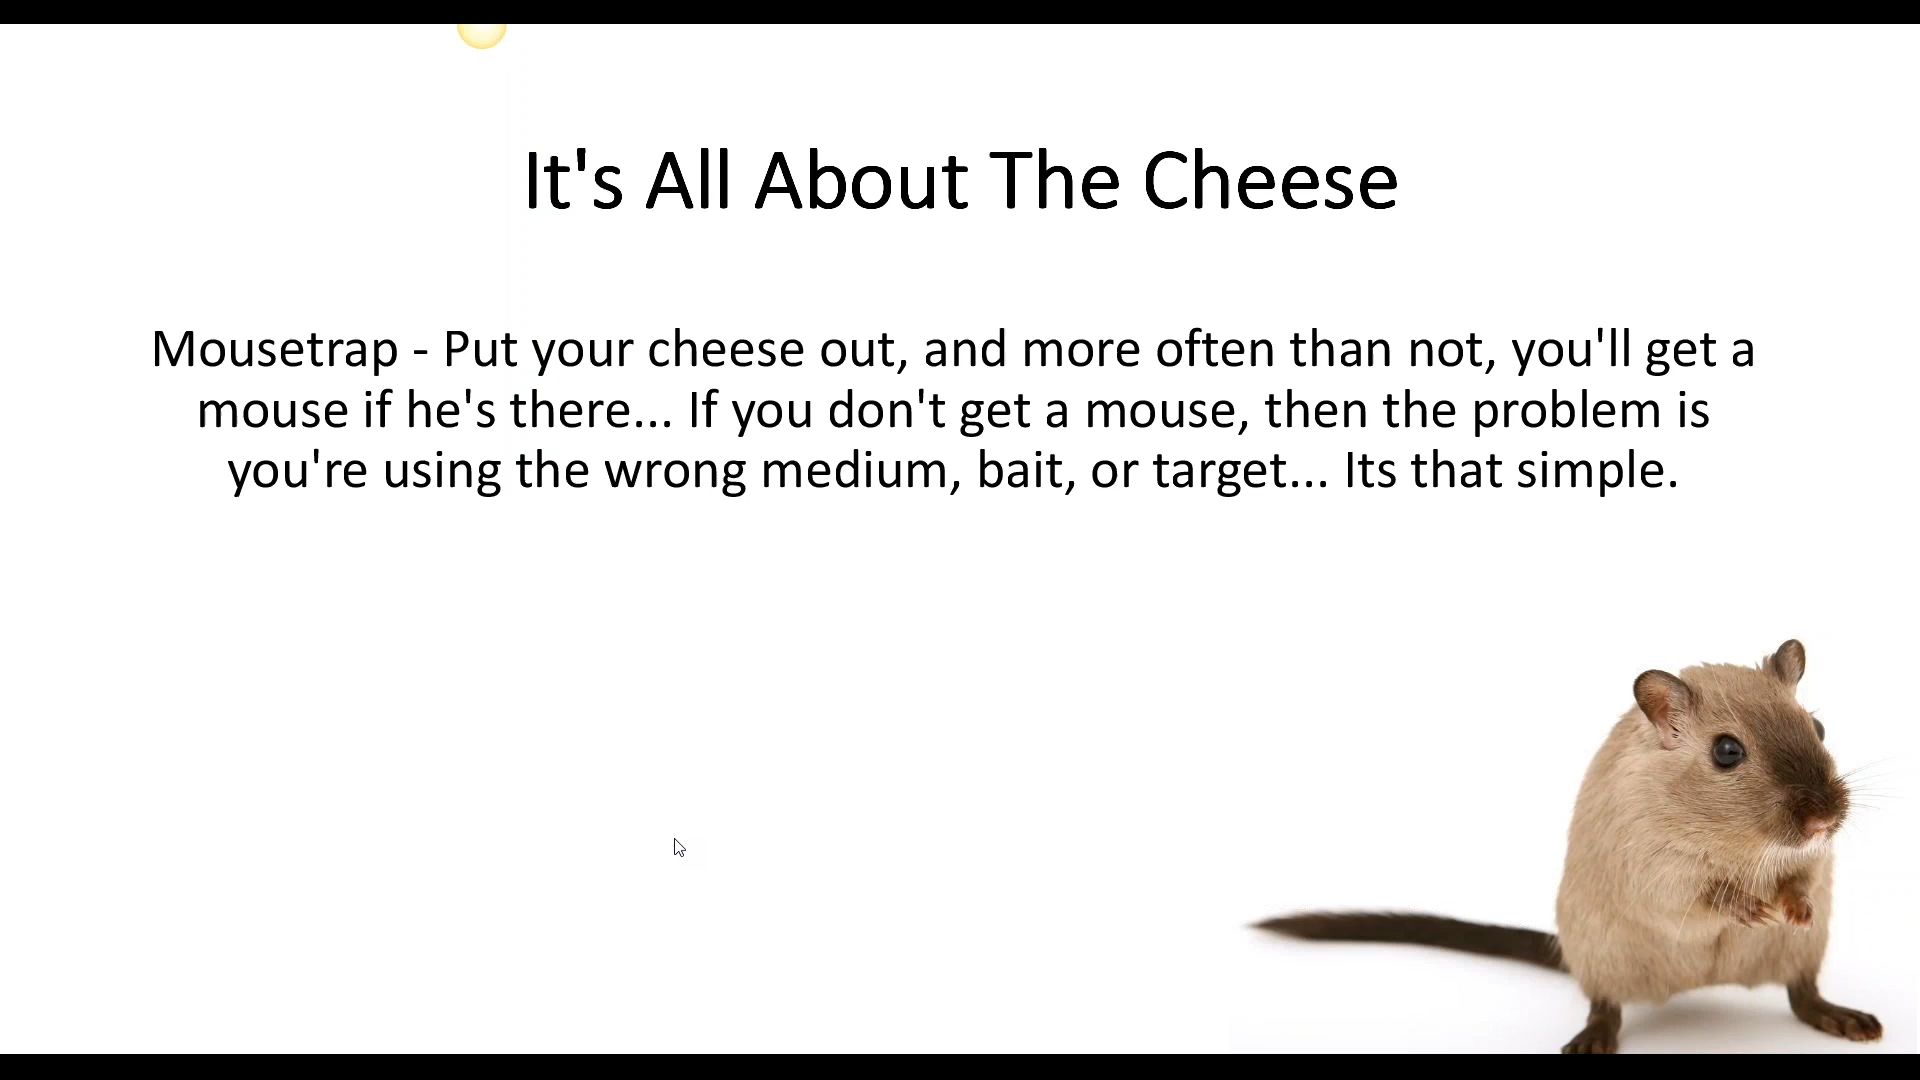 It's All About The Cheese
Mousetrap - Put your cheese out, and more often than not, you'll get a
mouse if he's there... If you don't get a mouse, then the problem is
you're using the wrong medium, bait, or target... Its that simple.